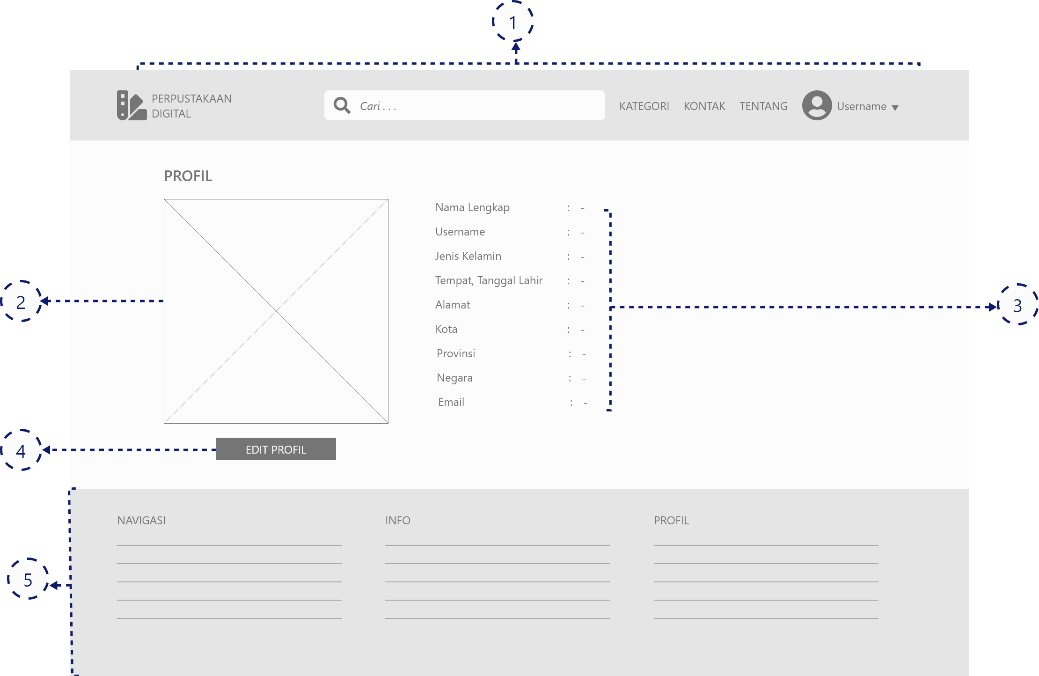 1
PERPUSTAKAAN
DIGITAL
Cari . . .
KATEGORI KONTAK TENTANG Username
PROFIL
Nama Lengkap : -
Username : -
Jenis Kelamin : -
Tempat, Tanggal Lahir : -
Alamat : -
Kota : -
Provinsi : -
Negara : -
Email : -
2
3
4
EDIT PROFIL
5
NAVIGASI INFO PROFIL